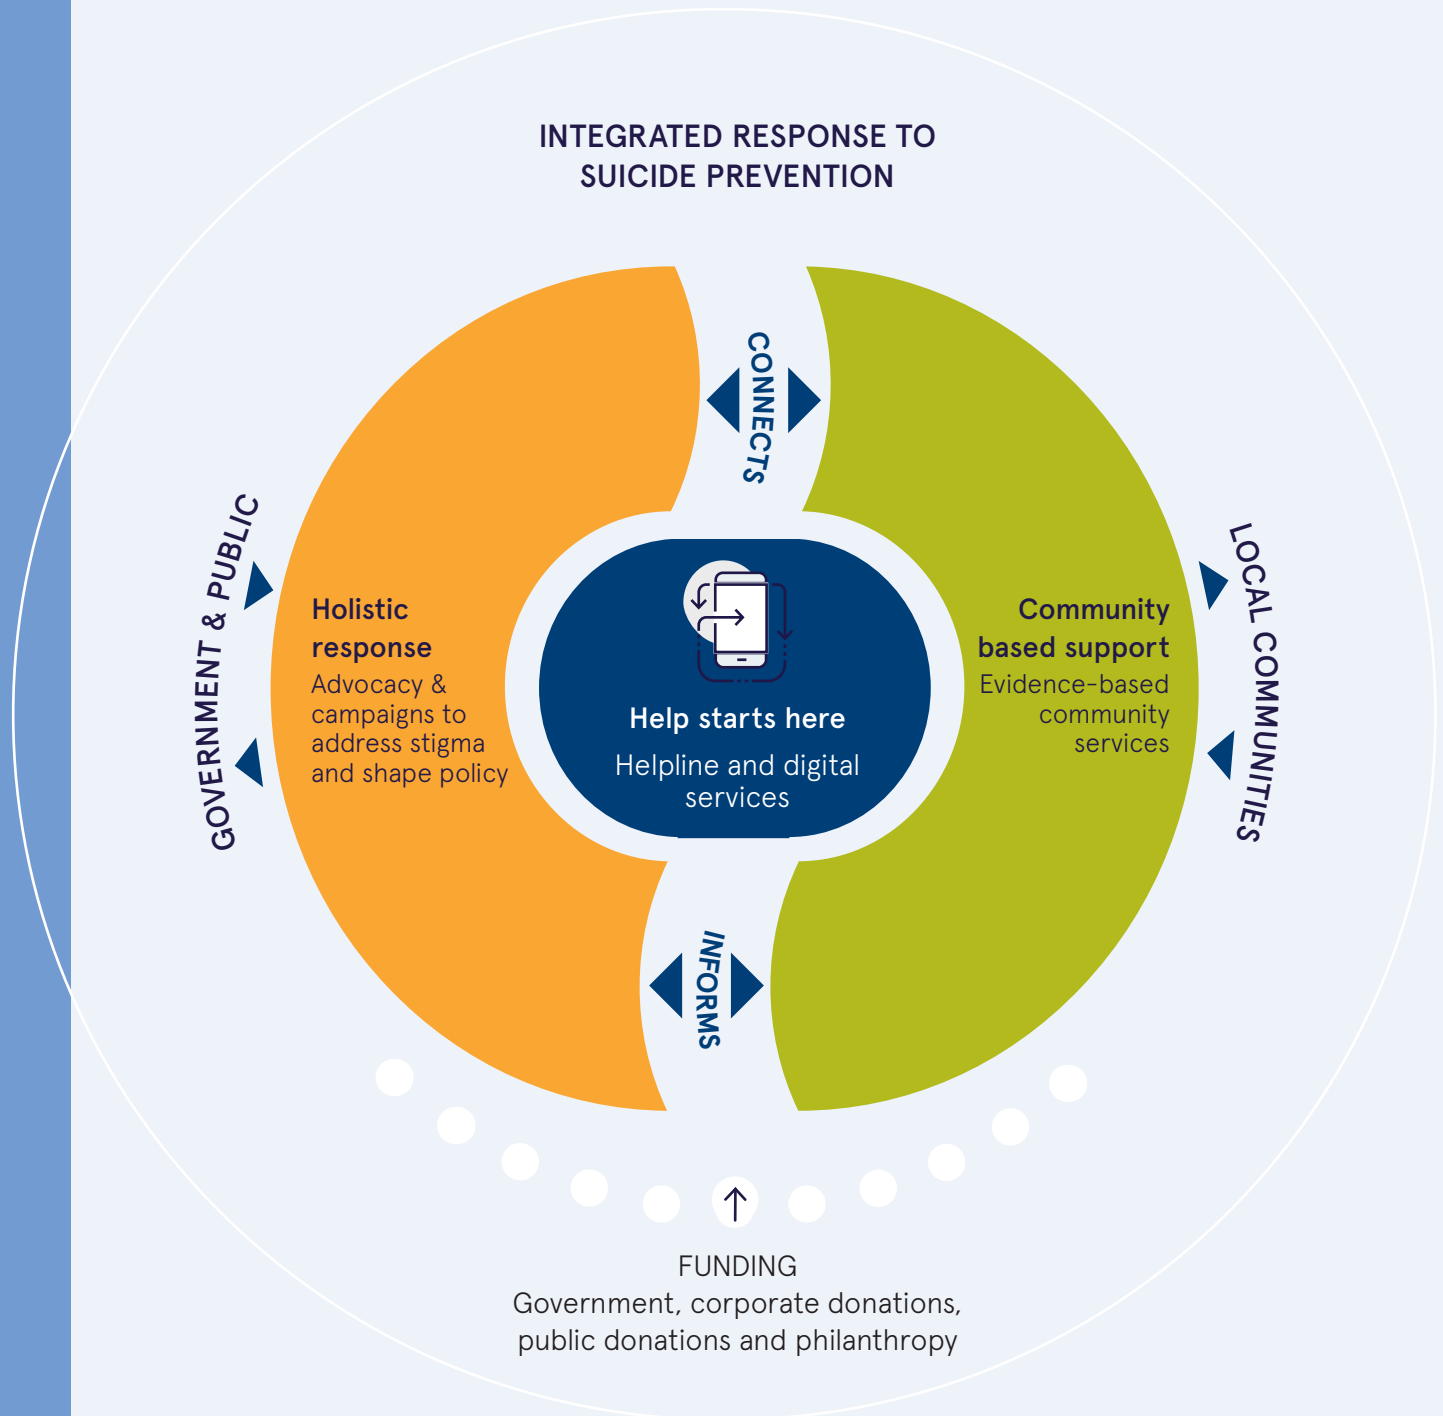 INTEGRATED RESPONSE TO
SUICIDE PREVENTION
CONNECTS
GOVERNMENT & PUBLIC
Holistic
response
Advocacy &
campaigns to
address stigma
and shape policy
Help starts here
Helpline and digital
services
Community
based support
Evidence-based
community
services
LOCAL COMMUNITIES
INFORMS
FUNDING
Government, corporate donations,
public donations and philanthropy